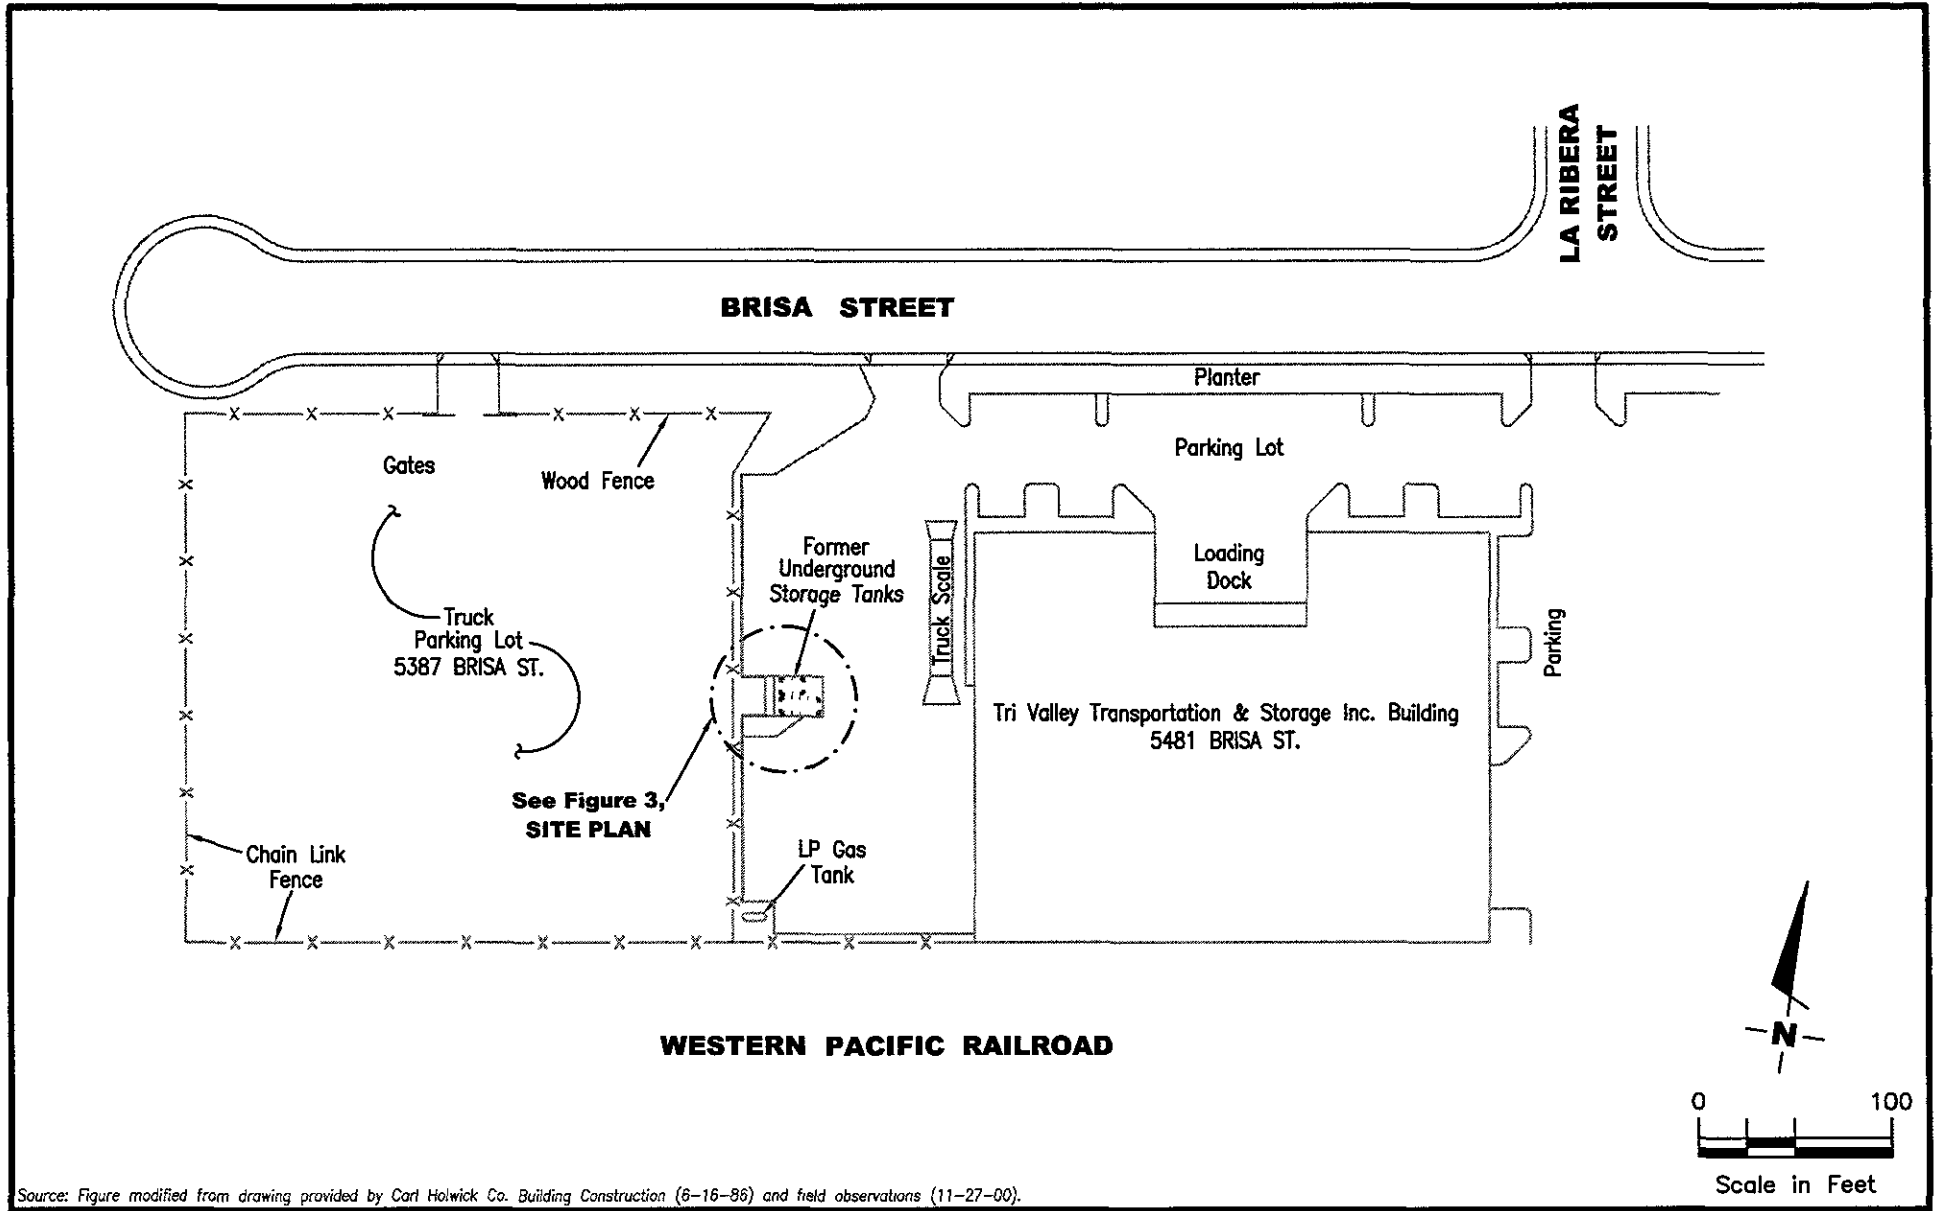 LA RIBERA
STREET
BRISA STREET
Planter
Parking Lot
Gates
Wood Fence
Former
Underground
Storage Tanks
Truck Scale
Loading
Dock
Parking
Truck
Parking Lot
5387 BRISA ST.
Tri Valley Transportation & Storage Inc. Building
5481 BRISA ST.
See Figure 3,
SITE PLAN
Chain Link
Fence
LP Gas
Tank
WESTERN PACIFIC RAILROAD
N
0 100
Scale in Feet
Source: Figure modified from drawing provided by Carl Holwick Co. Building Construction (6-16-86) and field observations (11-27-00).